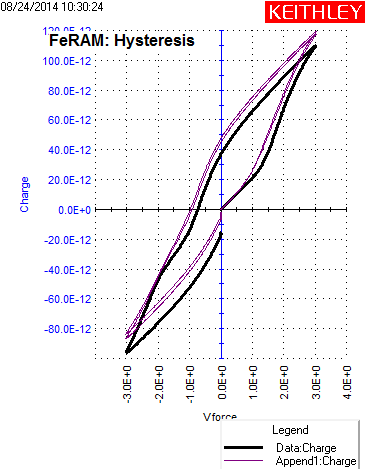 08/24/2014 10:30:24
KEITHLEY
FeRAM: Hysteresis
120.0E-12
100.0E-12
80.0E-12
60.0E-12
40.0E-12
20.0E-12
0.0E+0
-20.0E-12
-40.0E-12
-60.0E-12
-80.0E-12
Charge
-3.0E+0
-2.0E+0
-1.0E+0
0.0E+0
1.0E+0
2.0E+0
3.0E+0
4.0E+0
Vforce
Legend
Data:Charge
Append1:Charge